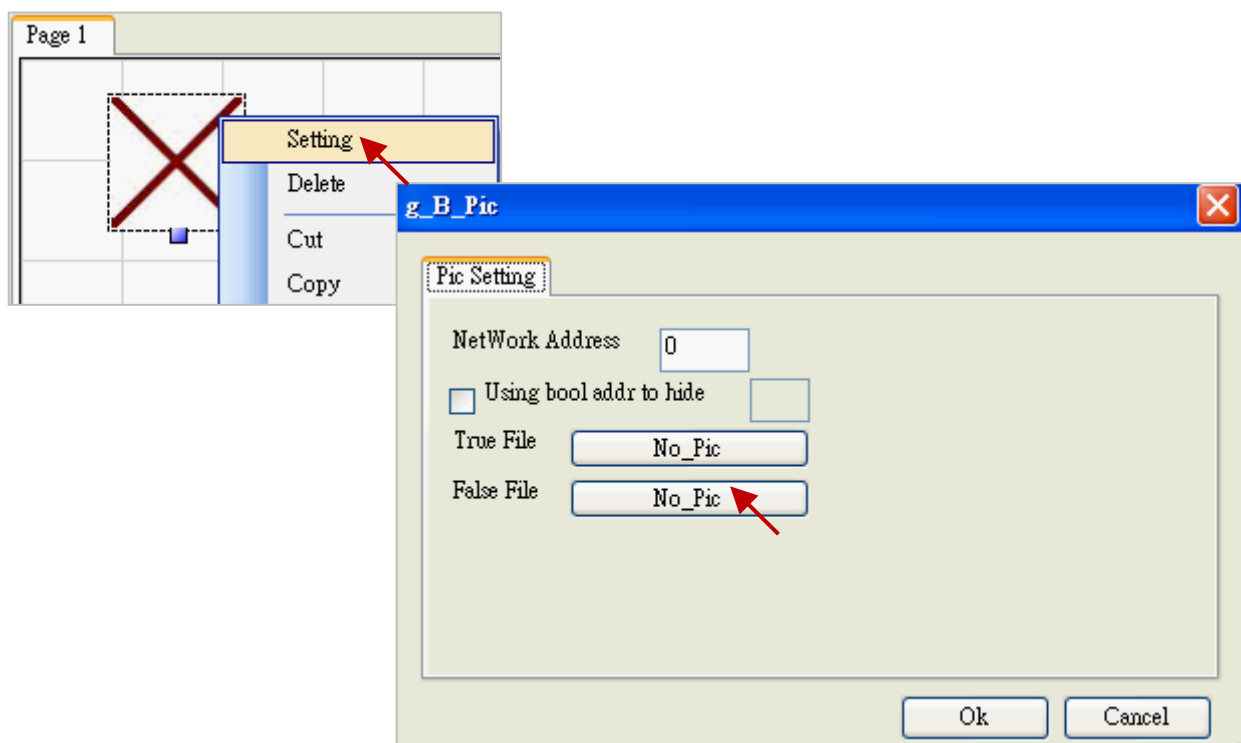 Page 1
Setting
Delete
Cut
Copy
g_B_Pic
Pic Setting
NetWork Address 0
Using bool addr to hide
True File No_Pic
False File No_Pic
Ok Cancel